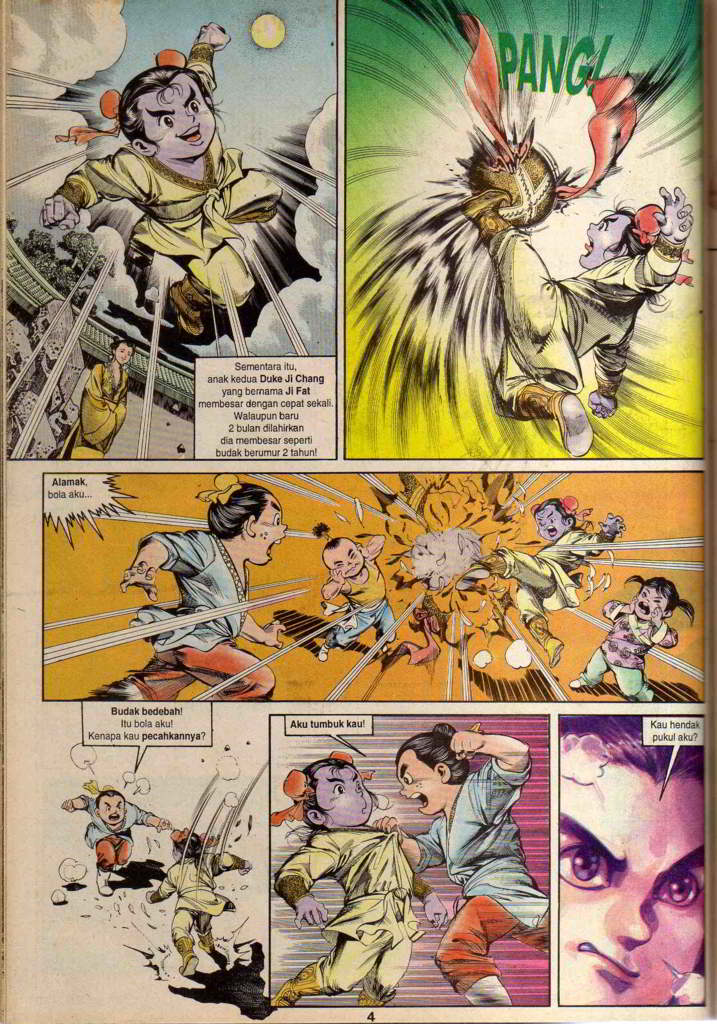 PANG!
Sementara itu,
anak kedua Duke Ji Chang
yang bernama Ji Fat
membesar dengan cepat sekali.
Walaupun baru
2 bulan dilahirkan
dia membesar seperti
budak berumur 2 tahun!
Alamak,
bola aku...
Budak bedebah!
Itu bola aku!
Kenapa kau pecahkannya?
Aku tumbuk kau!
Kau hendak
pukul aku?
4